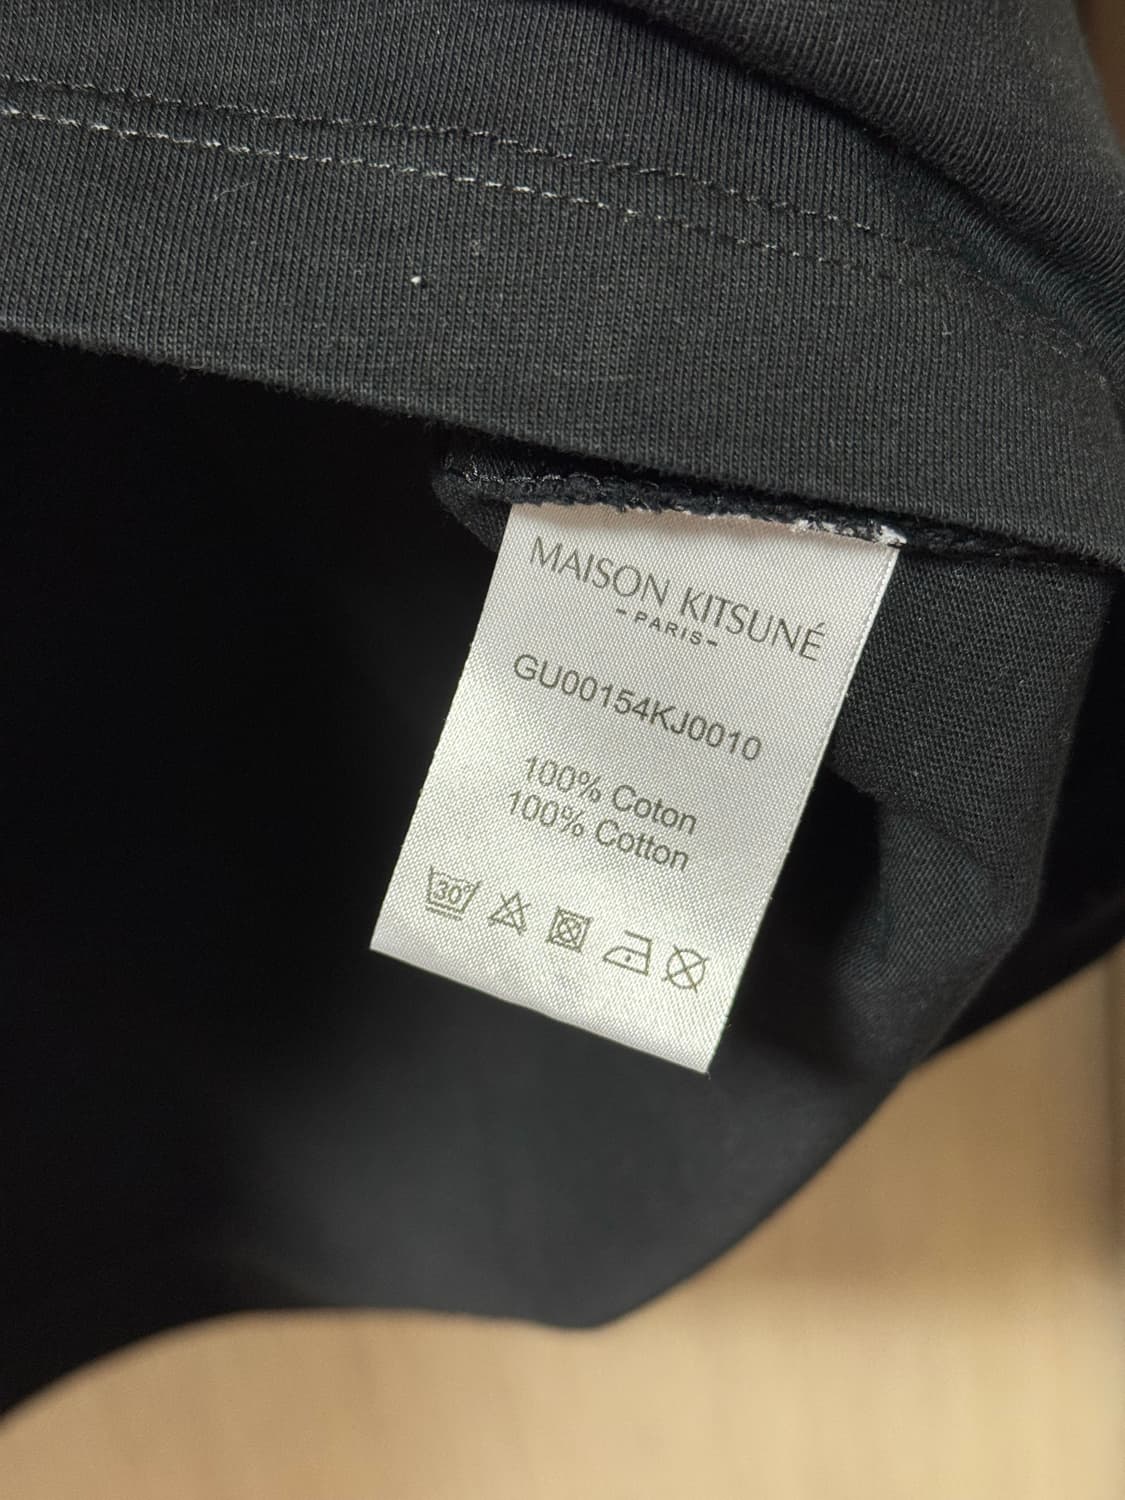 MAISON KITSUNÉ
-PARIS-
GU00154KJ0010
100% Coton
100% Cotton
30°